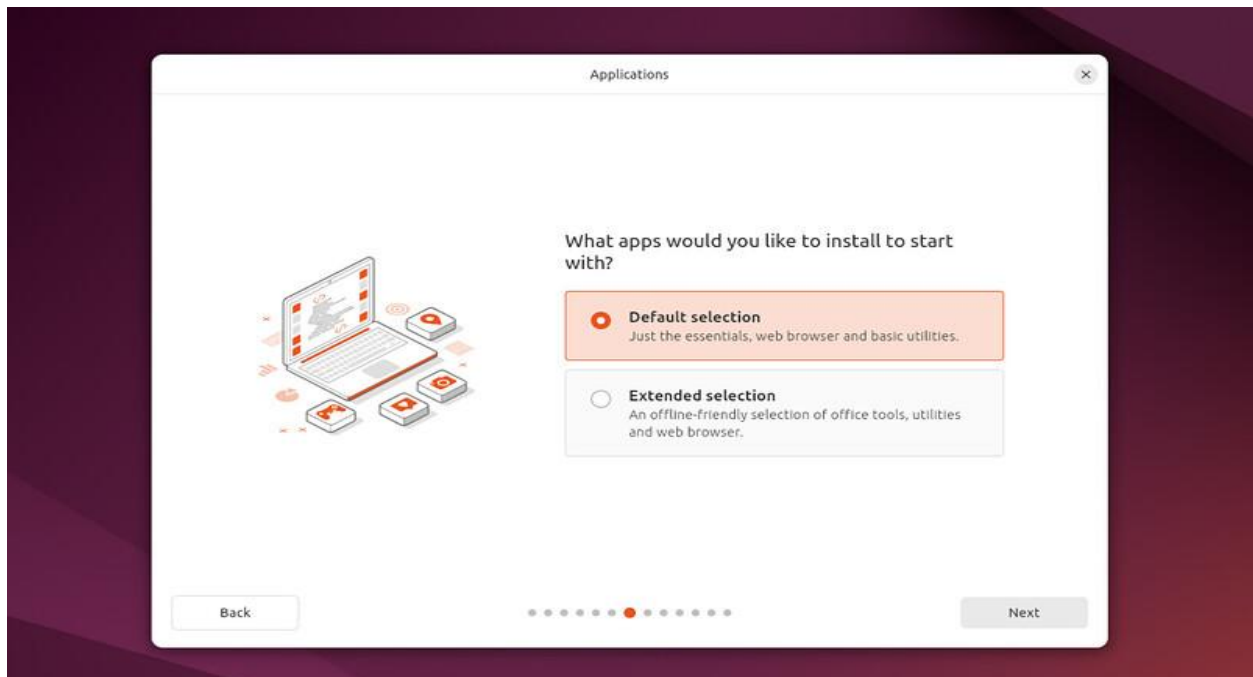 Applications
What apps would you like to install to start
with?
Default selection
Just the essentials, web browser and basic utilities.
Extended selection
An offline-friendly selection of office tools, utilities
and web browser.
Back
Next